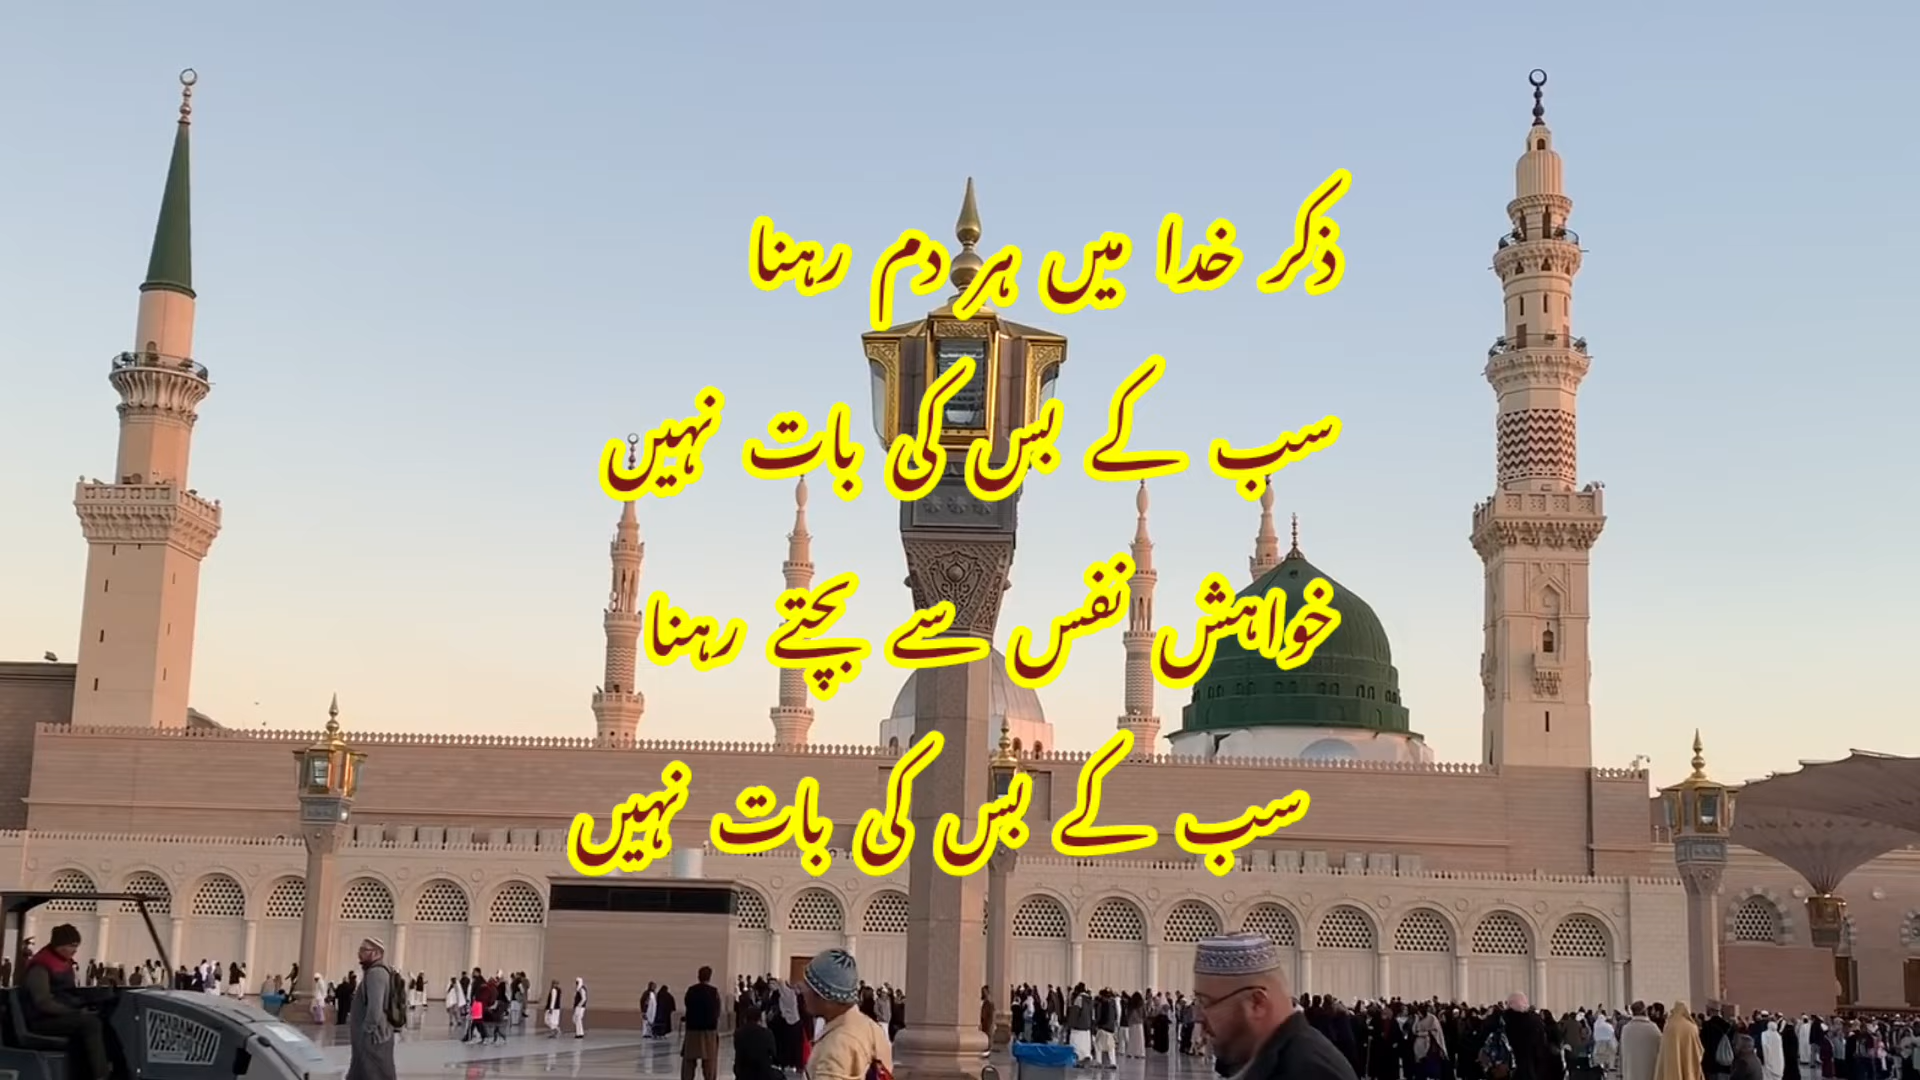 ذکر خدا میں ہر دم رہنا
سب کے بس کی بات نہیں
خواہش نفس سے بچتے رہنا
سب کے بس کی بات نہیں